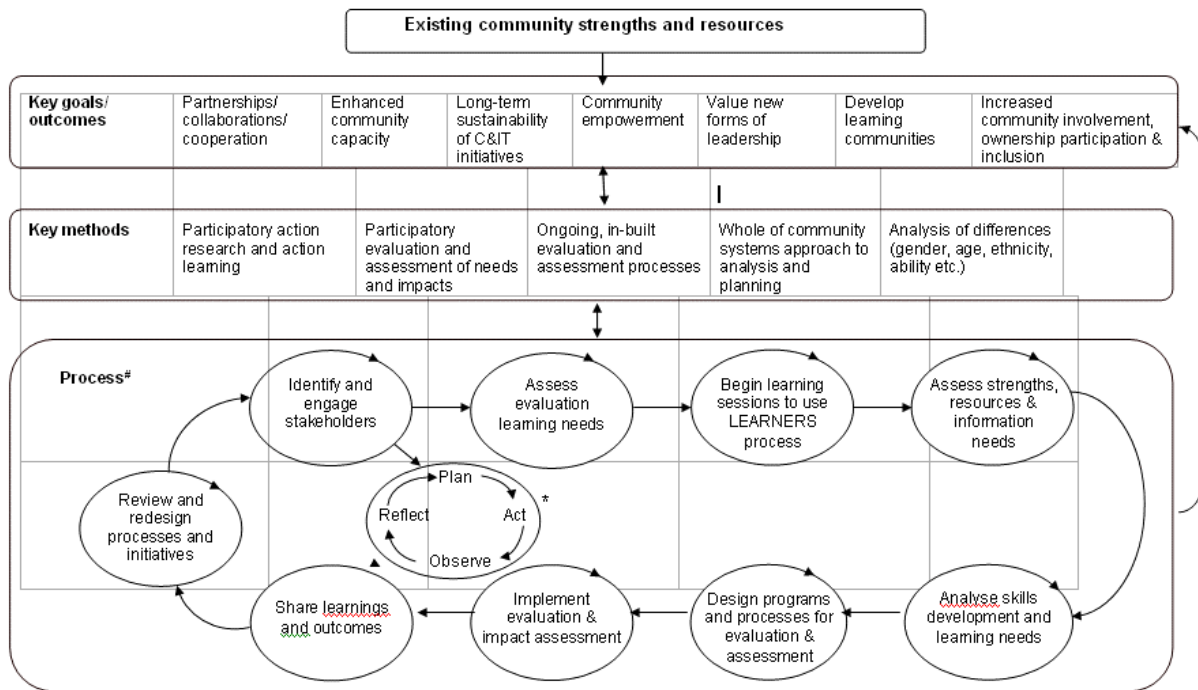 Existing community strengths and resources
Key goals/
outcomes
Partnerships/
collaborations/
cooperation
Enhanced
community
capacity
Long-term
sustainability
of C&IT
initiatives
Community
empowerment
Value new
forms of
leadership
Develop
learning
communities
Increased
community involvement,
ownership participation &
inclusion
Key methods
Participatory action
research and action
learning
Participatory
evaluation and
assessment of needs
and impacts
Ongoing, in-built
evaluation and
assessment processes
Whole of community
systems approach to
analysis and
planning
Analysis of differences
(gender, age, ethnicity,
ability etc.)
Process#
Identify and
engage
stakeholders
Assess
evaluation
learning needs
Begin learning
sessions to use
LEARNERS
process
Assess strengths,
resources &
information
needs
Review and
redesign
processes and
initiatives
Plan
*
Reflect
Act
Observe
Share learnings
and outcomes
Implement
evaluation &
impact assessment
Design programs
and processes for
evaluation &
assessment
Analyse skills
development and
learning needs